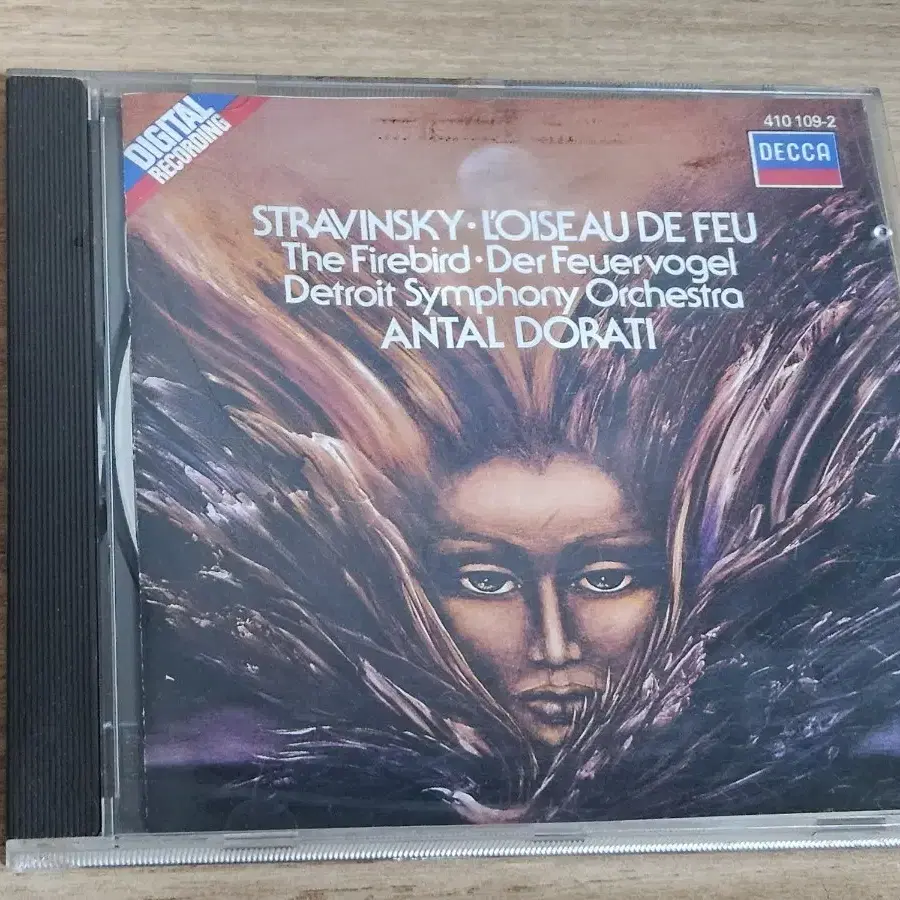 DIGITAL
RECORDING
410 109-2
DECCA
STRAVINSKY · L'OISEAU DE FEU
The Firebird · Der Feuervogel
Detroit Symphony Orchestra
ANTAL DORATI